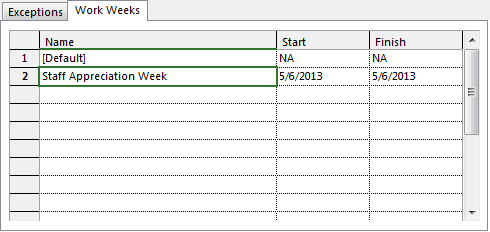 Exceptions Work Weeks
Name Start Finish
1 [Default] NA NA
2 Staff Appreciation Week 5/6/2013 5/6/2013